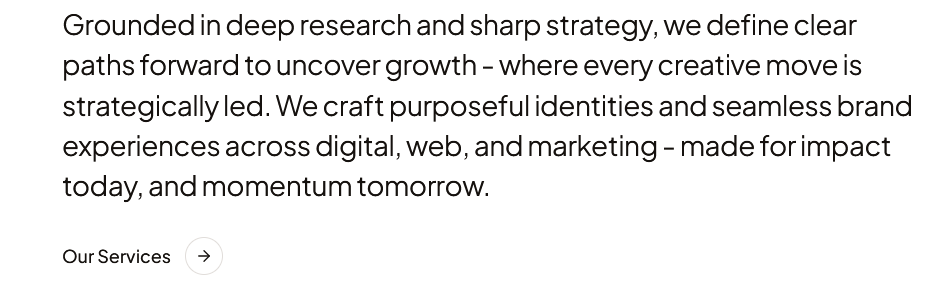 Grounded in deep research and sharp strategy, we define clear
paths forward to uncover growth – where every creative move is
strategically led. We craft purposeful identities and seamless brand
experiences across digital, web, and marketing – made for impact
today, and momentum tomorrow.
Our Services